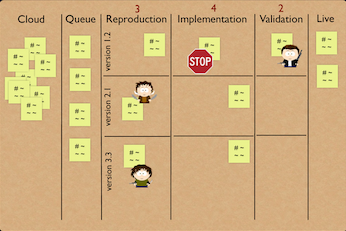 3 4 2
Cloud Queue Reproduction Implementation Validation Live
version 1.2
STOP
version 2.1
version 3.3